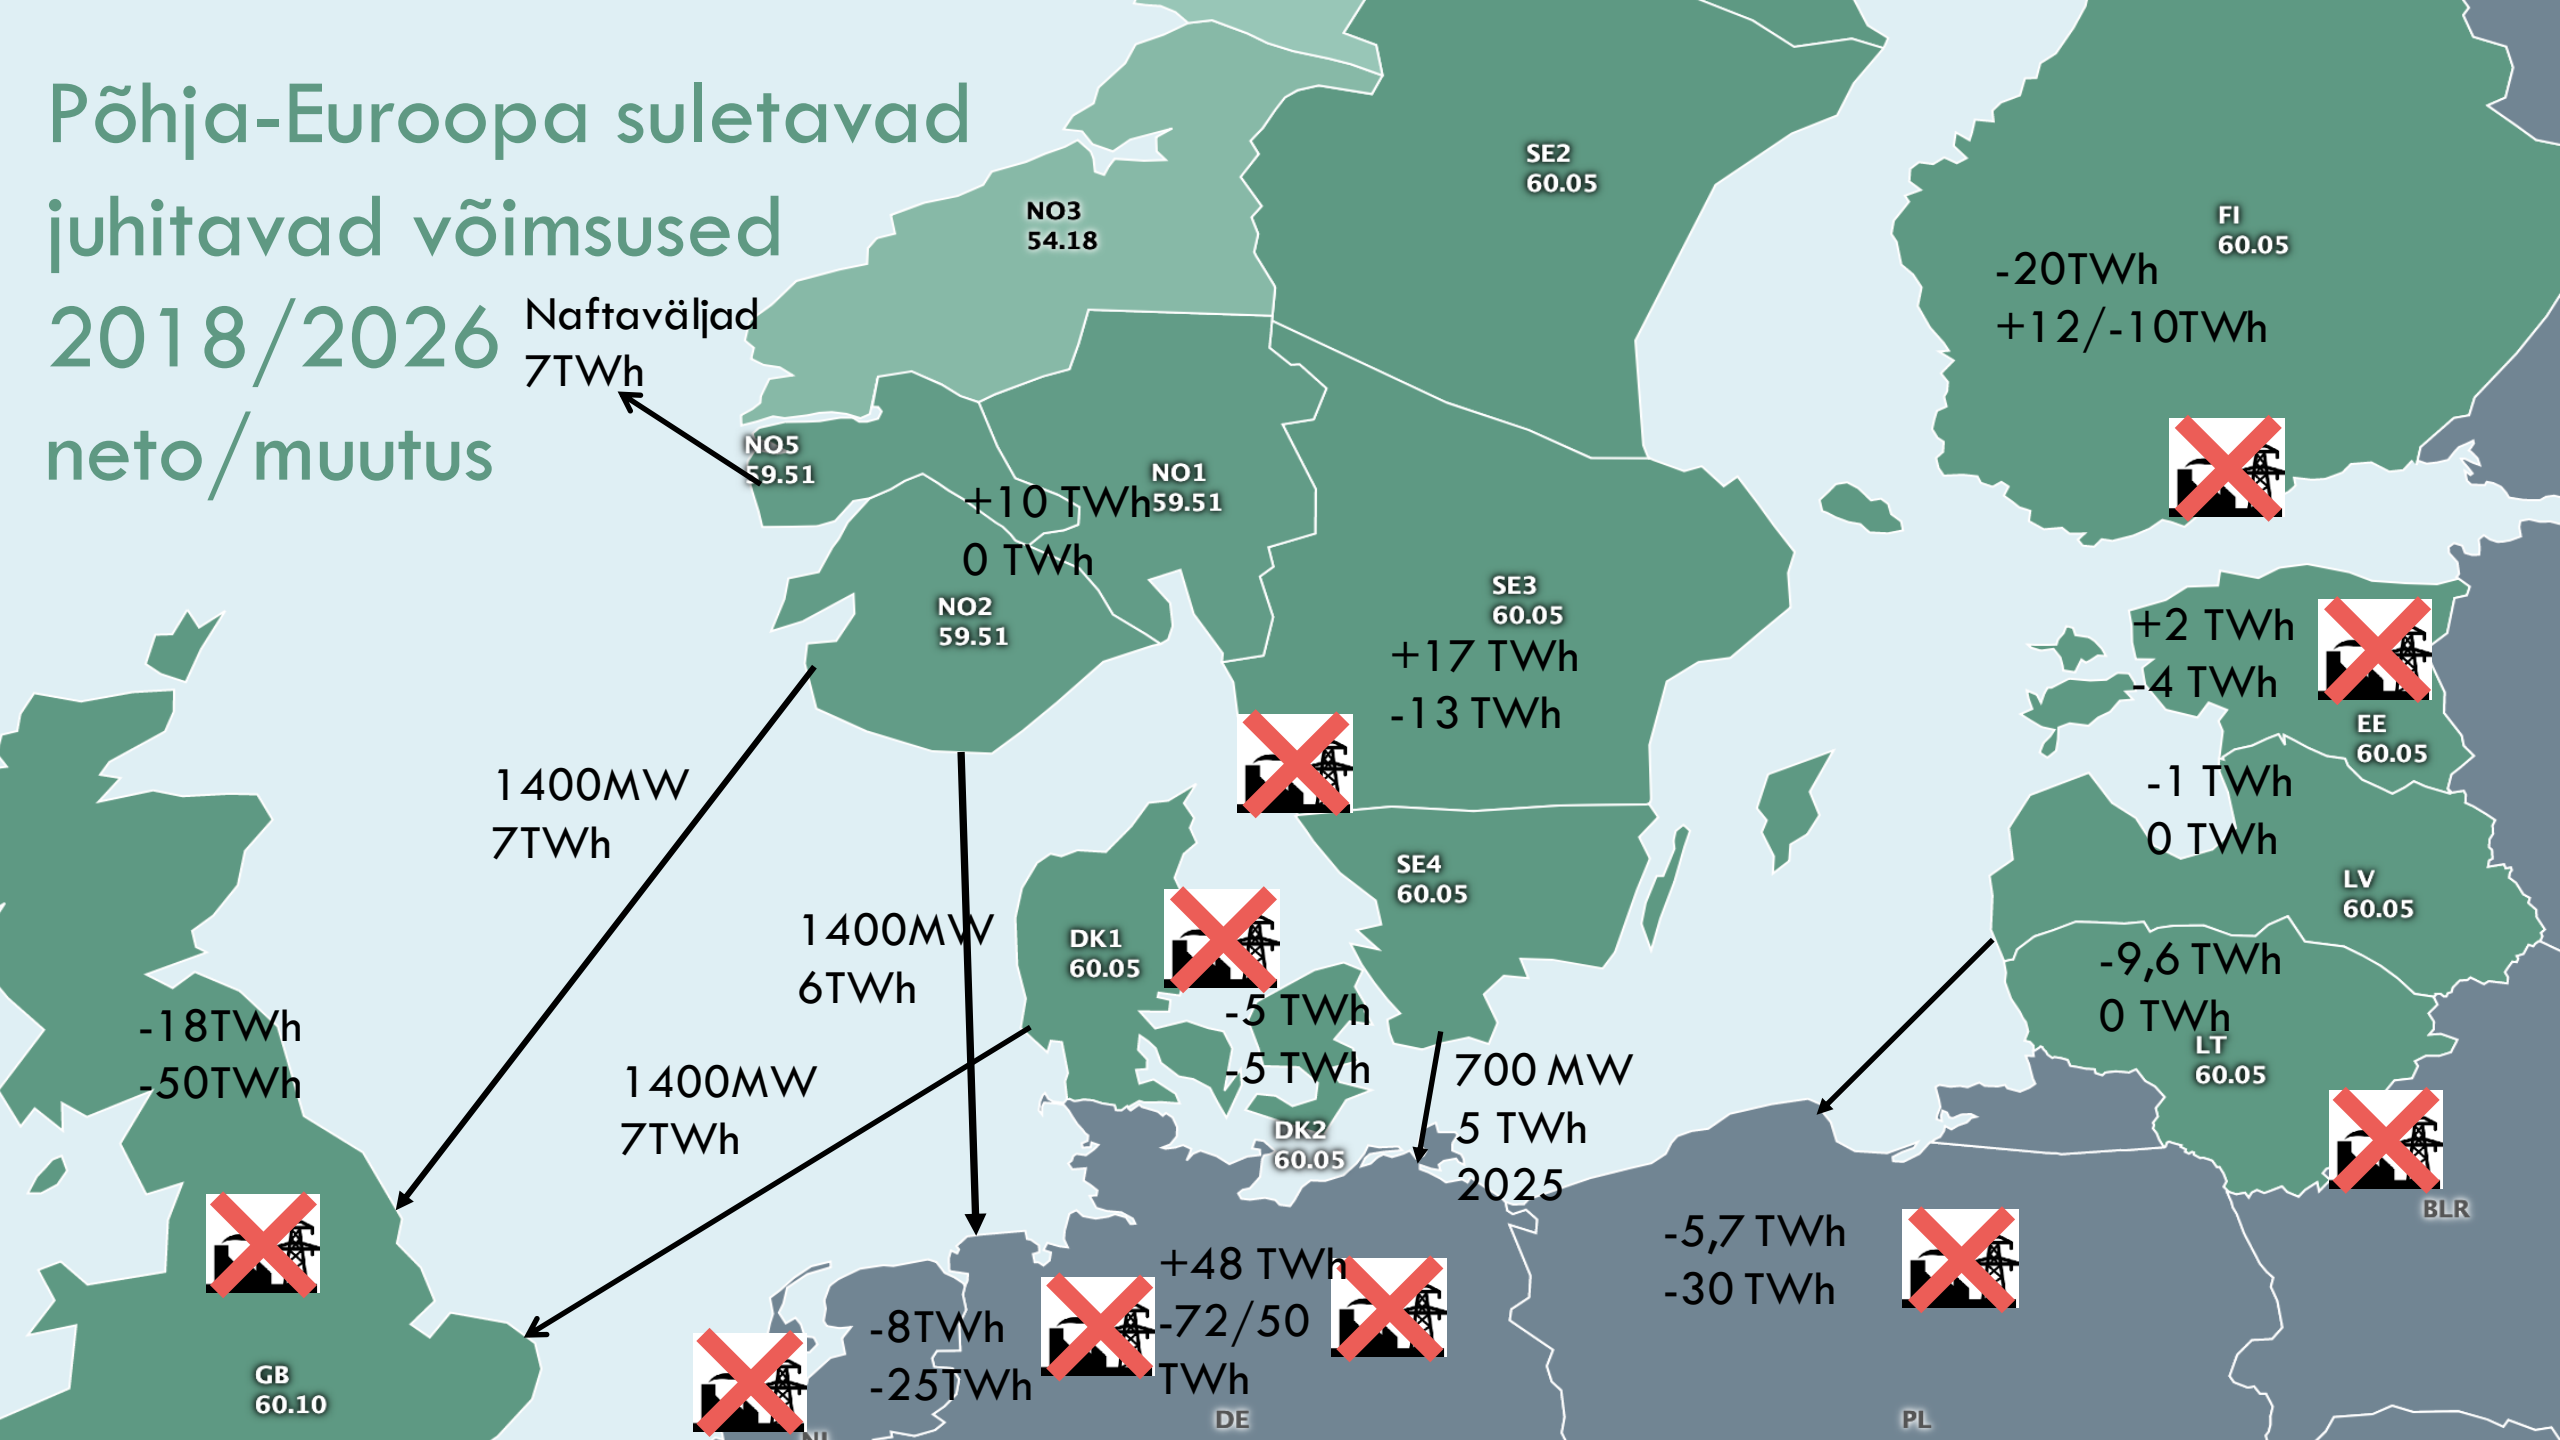 Põhja-Euroopa suletavad
juhitavad võimsused
2018/2026
neto/muutus
Naftaväljad
7TWh
NO3
54.18
SE2
60.05
FI
60.05
-20TWh
+12/-10TWh
NO5
59.51
NO1
59.51
+10 TWh
0 TWh
NO2
59.51
SE3
60.05
+17 TWh
-13 TWh
+2 TWh
-4 TWh
EE
60.05
-1 TWh
0 TWh
LV
60.05
1400MW
7TWh
1400MW
6TWh
1400MW
7TWh
DK1
60.05
SE4
60.05
-9,6 TWh
0 TWh
LT
60.05
-18TWh
-50TWh
-5 TWh
-5 TWh
DK2
60.05
700 MW
5 TWh
2025
BLR
-5,7 TWh
-30 TWh
+48 TWh
-72/50
TWh
-8TWh
-25TWh
GB
60.10
DE
PL
NL